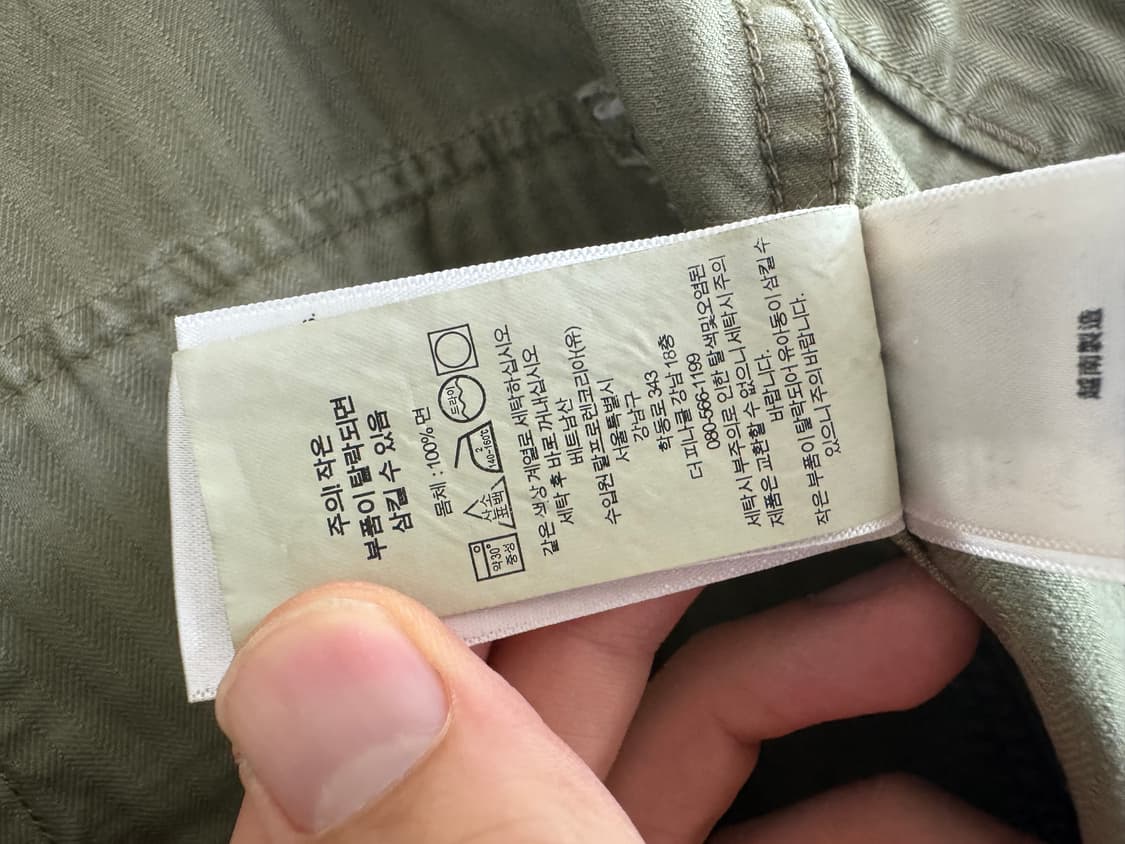 주의! 작은
부품이 탈락되면
삼킬 수 있음
몸체 : 100% 면
약30°
중성
산소
표백
2
140~160℃
드라이
같은 색상 계열로 세탁하십시오
세탁 후 바로 꺼내십시오
베트남산
수입원 랄프로렌코리아(유)
서울특별시
강남구
학동로 343
더 피나클 강남 18층
080-566-1199
세탁시 부주의로 인한 탈색및오염된
제품은 교환할 수 없으니 세탁시 주의
바랍니다.
작은 부품이 탈락되어 유아동이 삼킬 수
있으니 주의 바랍니다.
越南製造